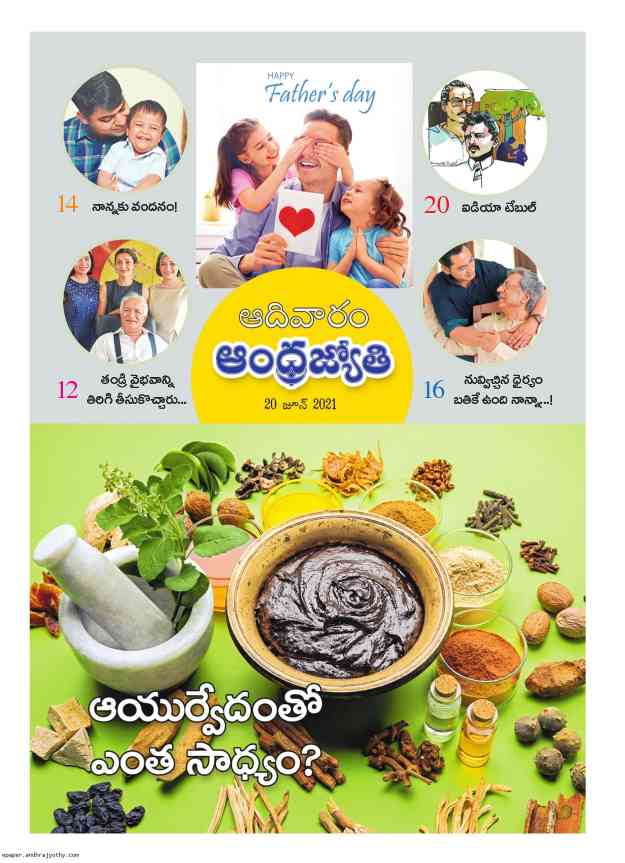 HAPPY
Father's day
14 నాన్నకు వందనం!
20 ఐడియా టేబుల్
ఆదివారం
ఆంధ్రజ్యోతి
20 జూన్ 2021
12 తండ్రి వైభవాన్ని
తిరిగి తీసుకొచ్చారు...
16 నువ్విచ్చిన ధైర్యం
బతికే ఉంది నాన్నా...!
ఆయుర్వేదంతో
ఎంత సాధ్యం?
epaper.andhrajyothy.com